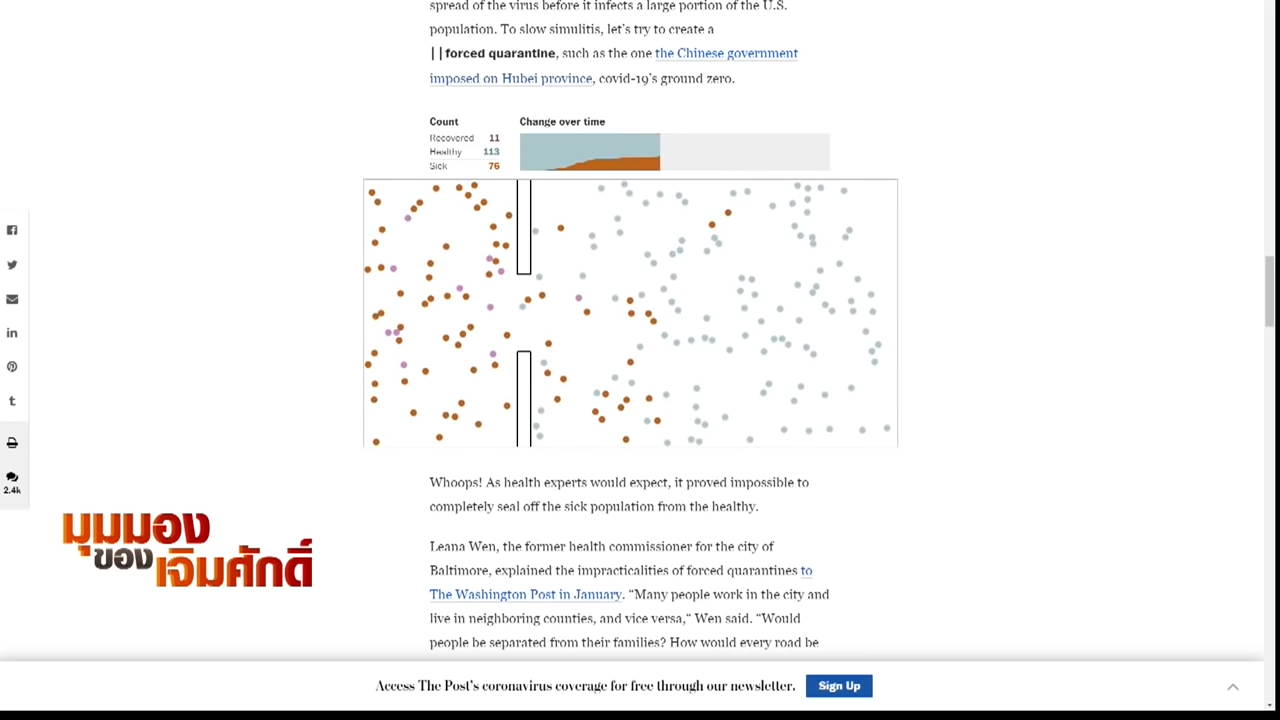 spread of the virus before it infects a large portion of the U.S.
population. To slow simulitis, let's try to create a
forced quarantine, such as the one the Chinese government
imposed on Hubei province, covid-19's ground zero.
Count
Change over time
Recovered 11
Healthy 113
Sick 76
2.4k
Whoops! As health experts would expect, it proved impossible to
completely seal off the sick population from the healthy.
มุมมอง
ของเจิมศักดิ์
Leana Wen, the former health commissioner for the city of
Baltimore, explained the impracticalities of forced quarantines to
The Washington Post in January. “Many people work in the city and
live in neighboring counties, and vice versa,“ Wen said. “Would
people be separated from their families? How would every road be
Access The Post's coronavirus coverage for free through our newsletter.
Sign Up